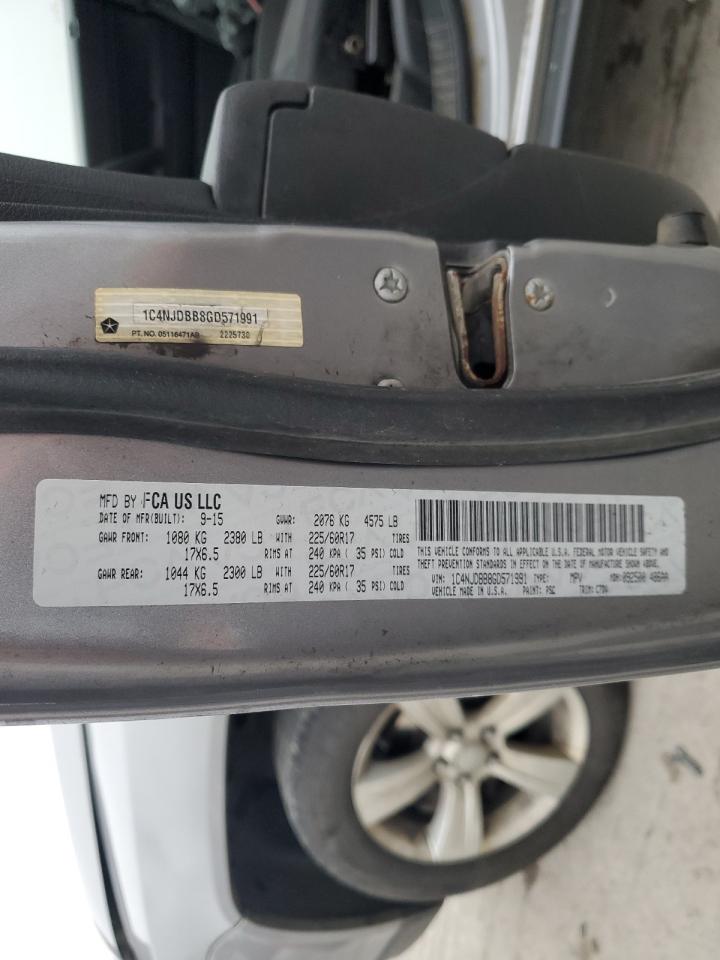 1C4NJDBB8GD571991
PT. NO. 05116471AB 2225730
MFD BY FCA US LLC
DATE OF MFR(BUILT): 9-15 GVWR: 2076 KG 4575 LB
GAWR FRONT: 1080 KG 2380 LB WITH 225/60R17 TIRES
17X6.5 RIMS AT 240 KPA ( 35 PSI) COLD
GAWR REAR: 1044 KG 2300 LB WITH 225/60R17 TIRES
17X6.5 RIMS AT 240 KPA ( 35 PSI) COLD
THIS VEHICLE CONFORMS TO ALL APPLICABLE U.S.A. FEDERAL MOTOR VEHICLE SAFETY AND
THEFT PREVENTION STANDARDS IN EFFECT ON THE DATE OF MANUFACTURE SHOWN ABOVE.
VIN: 1C4NJDBB8GD571991 TYPE: MPV MDH: 092500 486AA
VEHICLE MADE IN U.S.A. PAINT: PSC TRIM: